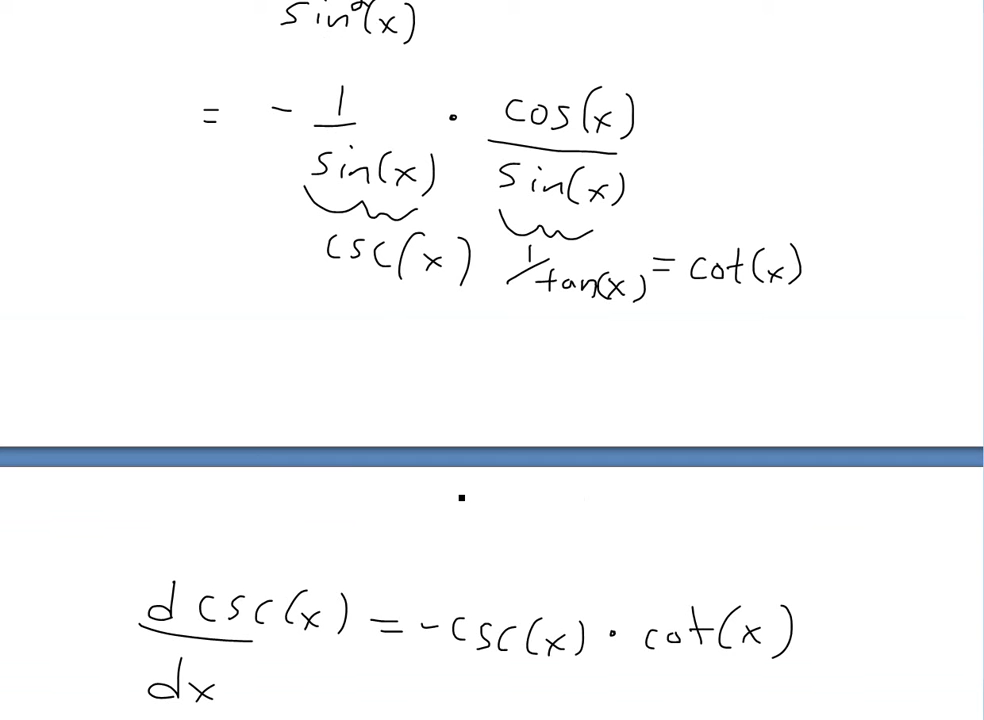 sin²(x)
= - 1/sin(x) · cos(x)/sin(x)
csc(x) 1/tan(x) = cot(x)
d csc(x)/dx = -csc(x) · cot(x)